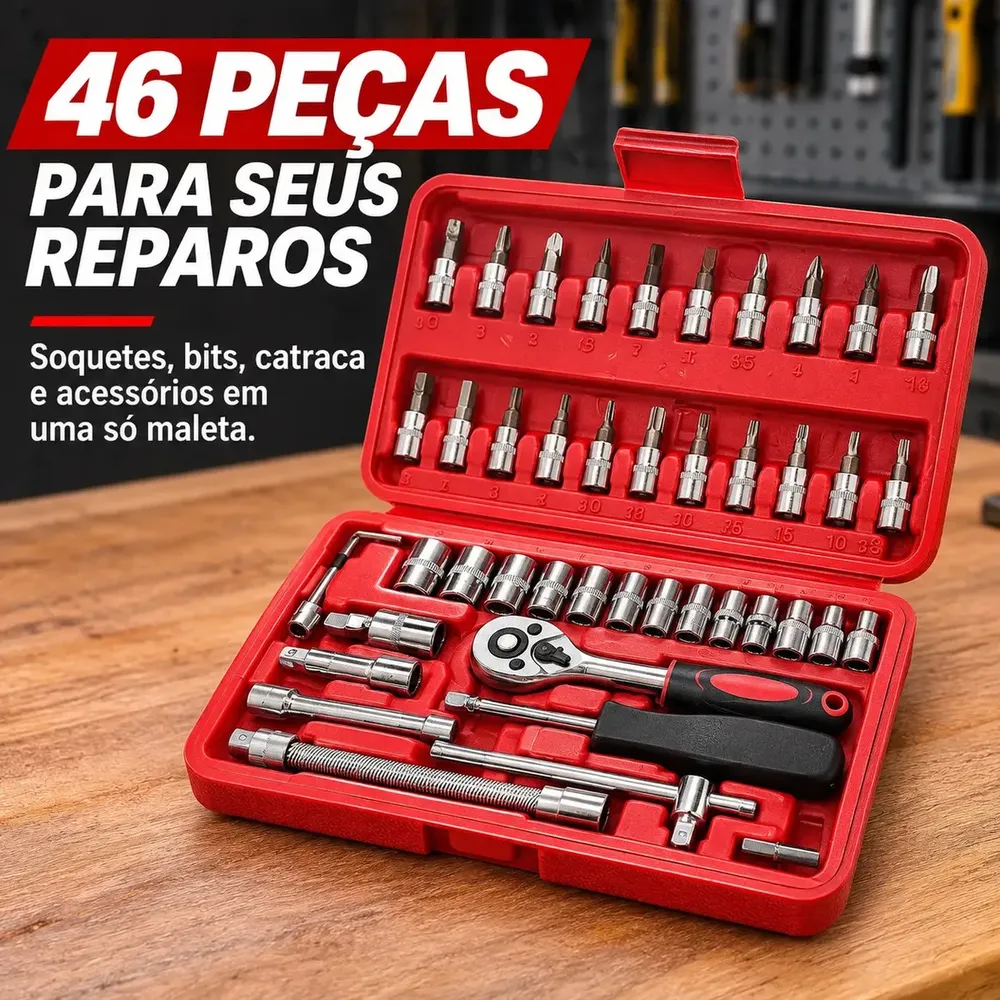 46 PEÇAS
PARA SEUS
REPAROS
Soquetes, bits, catraca
e acessórios em
uma só maleta.